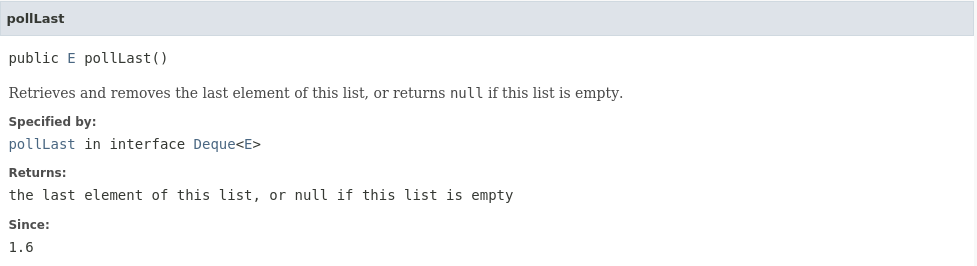 pollLast
public E pollLast()
Retrieves and removes the last element of this list, or returns null if this list is empty.
Specified by:
pollLast in interface Deque<E>
Returns:
the last element of this list, or null if this list is empty
Since:
1.6